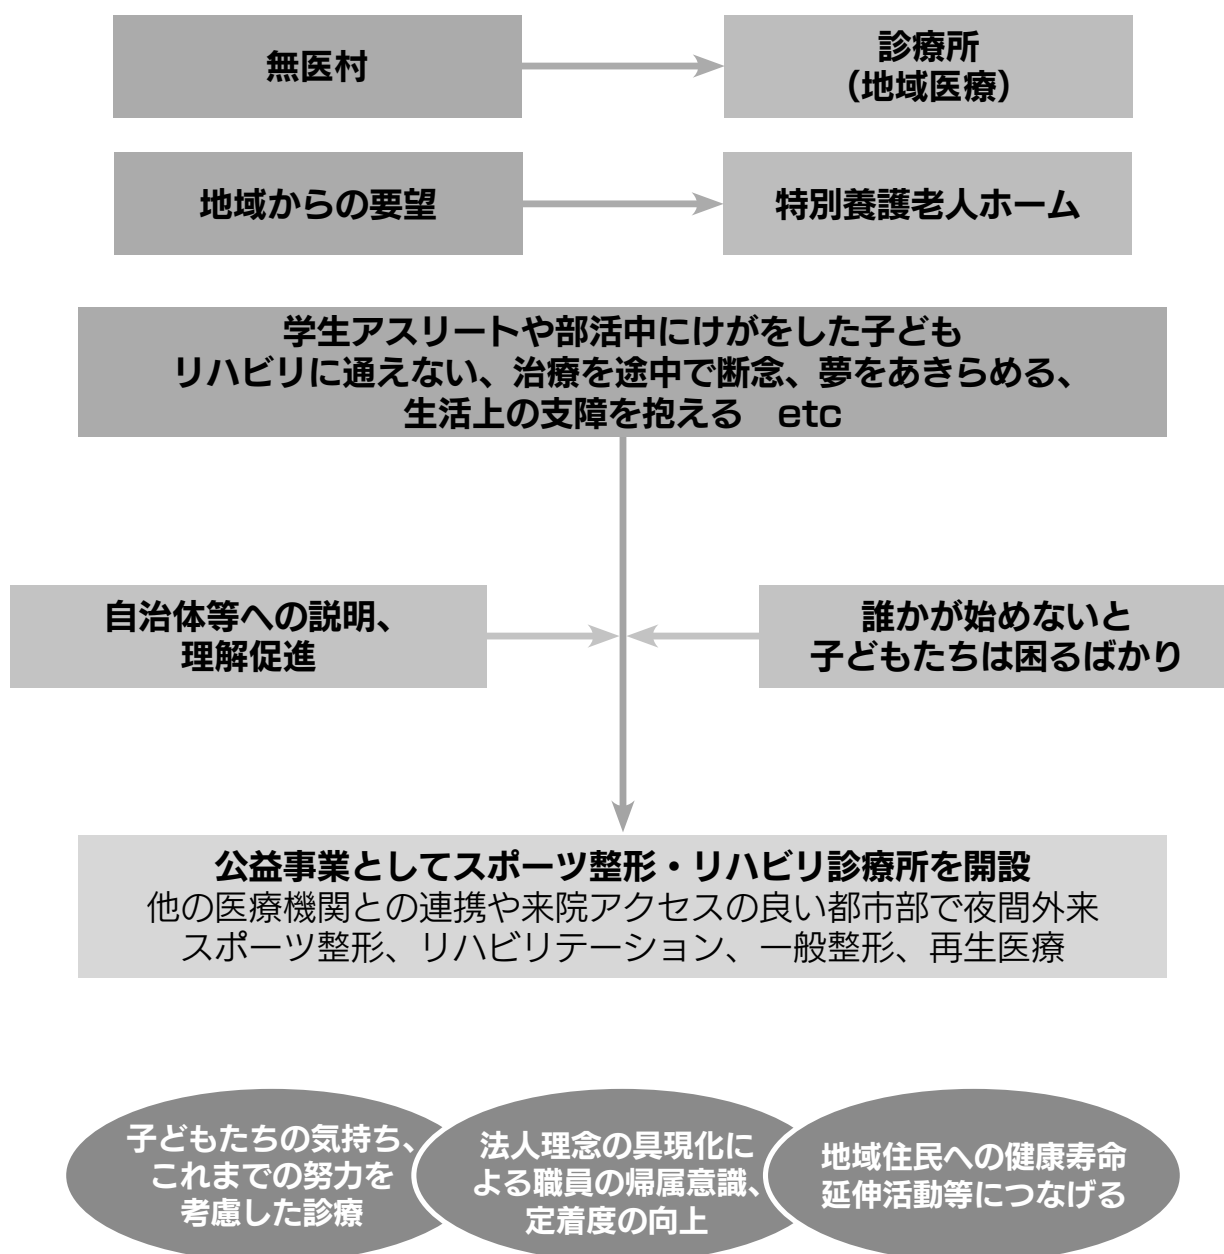 無医村
診療所
（地域医療）
地域からの要望
特別養護老人ホーム
学生アスリートや部活中にけがをした子ども
リハビリに通えない、治療を途中で断念、夢をあきらめる、
生活上の支障を抱える　etc
自治体等への説明、
理解促進
誰かが始めないと
子どもたちは困るばかり
公益事業としてスポーツ整形・リハビリ診療所を開設
他の医療機関との連携や来院アクセスの良い都市部で夜間外来
スポーツ整形、リハビリテーション、一般整形、再生医療
子どもたちの気持ち、
これまでの努力を
考慮した診療
法人理念の具現化に
よる職員の帰属意識、
定着度の向上
地域住民への健康寿命
延伸活動等につなげる